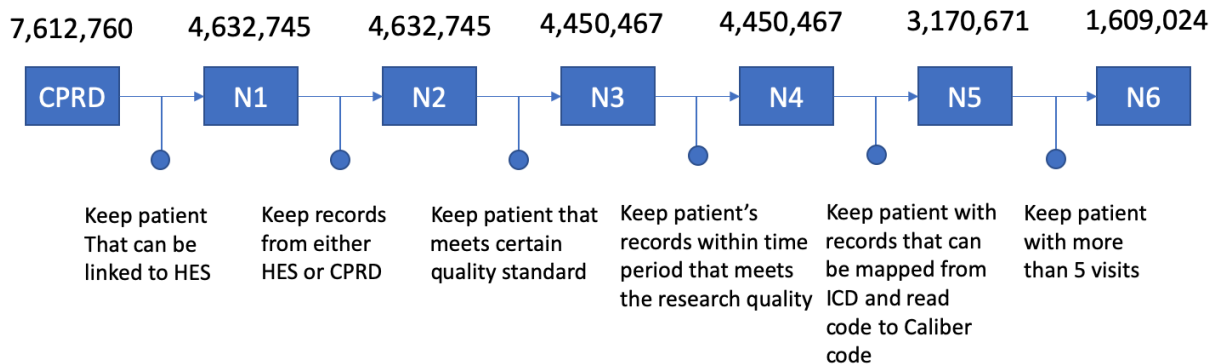 7,612,760 4,632,745 4,632,745 4,450,467 4,450,467 3,170,671 1,609,024
CPRD N1 N2 N3 N4 N5 N6
Keep patient
That can be
linked to HES
Keep records
from either
HES or CPRD
Keep patient that
meets certain
quality standard
Keep patient’s
records within time
period that meets
the research quality
Keep patient with
records that can
be mapped from
ICD and read
code to Caliber
code
Keep patient
with more
than 5 visits